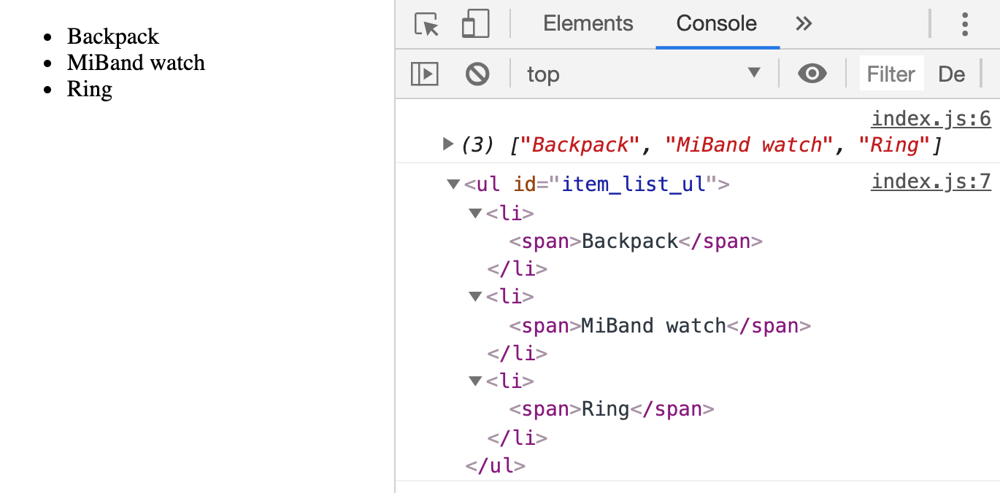 Backpack
MiBand watch
Ring
Elements Console
top Filter De
index.js:6
(3) ["Backpack", "MiBand watch", "Ring"]
<ul id="item_list_ul"> index.js:7
<li>
<span>Backpack</span>
</li>
<li>
<span>MiBand watch</span>
</li>
<li>
<span>Ring</span>
</li>
</ul>